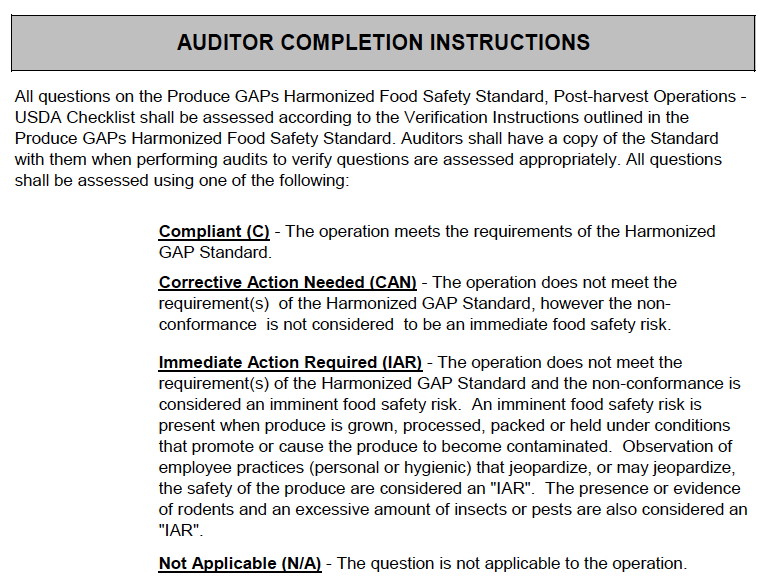 AUDITOR COMPLETION INSTRUCTIONS
All questions on the Produce GAPs Harmonized Food Safety Standard, Post-harvest Operations -
USDA Checklist shall be assessed according to the Verification Instructions outlined in the
Produce GAPs Harmonized Food Safety Standard. Auditors shall have a copy of the Standard
with them when performing audits to verify questions are assessed appropriately. All questions
shall be assessed using one of the following:
Compliant (C) - The operation meets the requirements of the Harmonized
GAP Standard.
Corrective Action Needed (CAN) - The operation does not meet the
requirement(s) of the Harmonized GAP Standard, however the non-
conformance is not considered to be an immediate food safety risk.
Immediate Action Required (IAR) - The operation does not meet the
requirement(s) of the Harmonized GAP Standard and the non-conformance is
considered an imminent food safety risk. An imminent food safety risk is
present when produce is grown, processed, packed or held under conditions
that promote or cause the produce to become contaminated. Observation of
employee practices (personal or hygienic) that jeopardize, or may jeopardize,
the safety of the produce are considered an "IAR". The presence or evidence
of rodents and an excessive amount of insects or pests are also considered an
"IAR".
Not Applicable (N/A) - The question is not applicable to the operation.